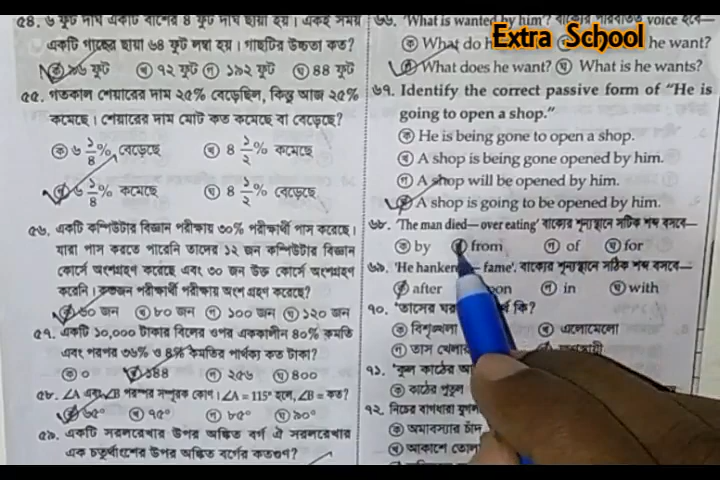 ৫৪. ৬ ফুট দীর্ঘ একটি বাঁশের ৪ ফুট দীর্ঘ ছায়া হয়। একই সময়
একটি গাছের ছায়া ৬৪ ফুট লম্বা হয়। গাছটির উচ্চতা কত?
৯৬ ফুট (খ) ৭২ ফুট (গ) ১৯২ ফুট (ঘ) ৪৪ ফুট
৫৫. গতকাল শেয়ারের দাম ২৫% বেড়েছিল, কিন্তু আজ ২৫%
কমেছে। শেয়ারের দাম মোট কত কমেছে বা বেড়েছে?
(ক) ৬ ১/৪ %, বেড়েছে (খ) ৪ ১/২ % কমেছে
(গ) ৬ ১/৪ % কমেছে (ঘ) ৪ ১/২ % বেড়েছে
৫৬. একটি কম্পিউটার বিজ্ঞান পরীক্ষায় ৩০% পরীক্ষার্থী পাস করেছে।
যারা পাস করতে পারেনি তাদের ১২ জন কম্পিউটার বিজ্ঞান
কোর্সে অংশগ্রহণ করেছে এবং ৩০ জন উক্ত কোর্সে অংশগ্রহণ
করেনি। কতজন পরীক্ষার্থী পরীক্ষায় অংশ গ্রহণ করেছে?
৬০ জন (খ) ৮০ জন (গ) ১০০ জন (ঘ) ১২০ জন
৫৭. একটি ১০,০০০ টাকার বিলের ওপর এককালীন ৪০% কমতি
এবং পরপর ৩৬% ও ৪% কমতির পার্থক্য কত টাকা?
(ক) ০ ১৪৪ (গ) ২৫৬ (ঘ) ৪০০
৫৮. ∠A এবং ∠B পরস্পর সম্পূরক কোণ। ∠A = 115° হলে, ∠B = কত?
৬৫° (খ) ৭৫° (গ) ৮৫° (ঘ) ৯০°
৫৯. একটি সরলরেখার উপর অঙ্কিত বর্গ ঐ সরলরেখার
এক চতুর্থাংশের উপর অঙ্কিত বর্গের কতগুণ?
৬৬. 'What is wanted by him'? বাক্যের পরিবর্তিত voice হবে–
Extra School
(ক) What do he want?
What does he want? (ঘ) What is he wants?
৬৭. Identify the correct passive form of "He is
going to open a shop."
(ক) He is being gone to open a shop.
(খ) A shop is being gone opened by him.
(গ) A shop will be opened by him.
A shop is going to be opened by him.
৬৮. 'The man died—over eating' বাক্যের শূন্যস্থানে সঠিক শব্দ বসবে—
(ক) by from (গ) of (ঘ) for
৬৯. 'He hanker – fame'. বাক্যের শূন্যস্থানে সঠিক শব্দ বসবে—
after (গ) in (ঘ) with
৭০. 'তাসের ঘর কি?
(ক) বিশৃঙ্খলা (খ) এলোমেলো
(গ) তাস খেলার
৭১. কাঠের
(ক) কাঠের পুতুল
৭২. নিচের বাগধারা যুগল
(ক) অমাবস্যার চাঁদ